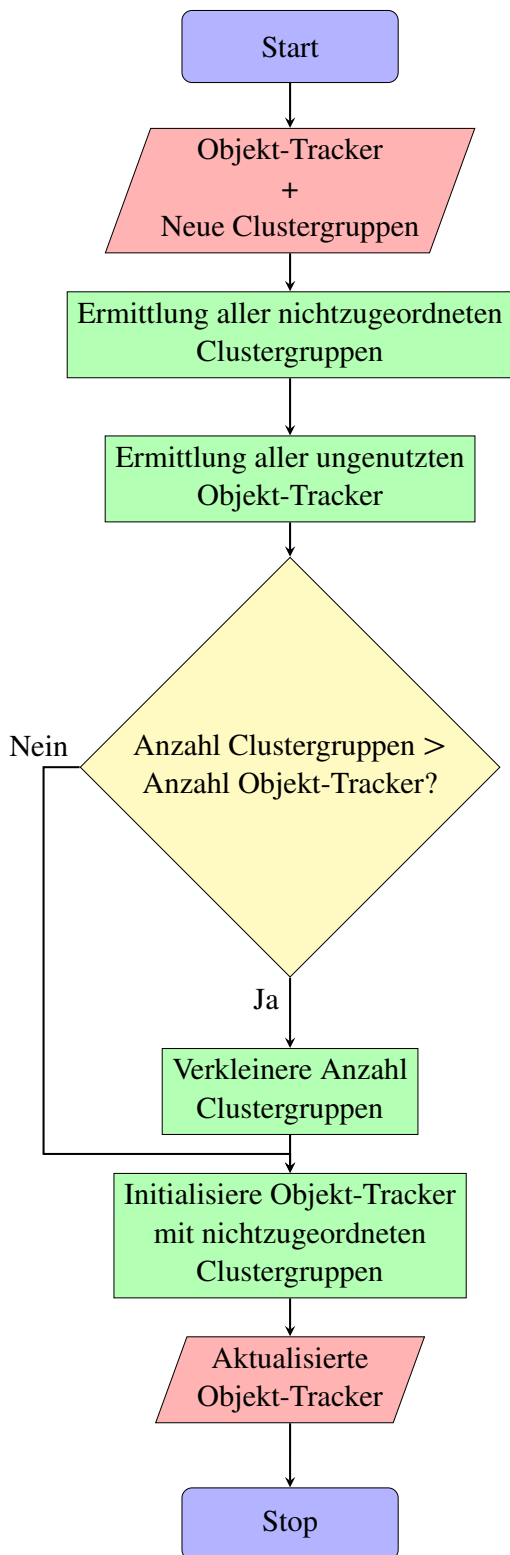 Start
Objekt-Tracker
+
Neue Clustergruppen
Ermittlung aller nichtzugeordneten
Clustergruppen
Ermittlung aller ungenutzten
Objekt-Tracker
Nein
Anzahl Clustergruppen >
Anzahl Objekt-Tracker?
Ja
Verkleinere Anzahl
Clustergruppen
Initialisiere Objekt-Tracker
mit nichtzugeordneten
Clustergruppen
Aktualisierte
Objekt-Tracker
Stop